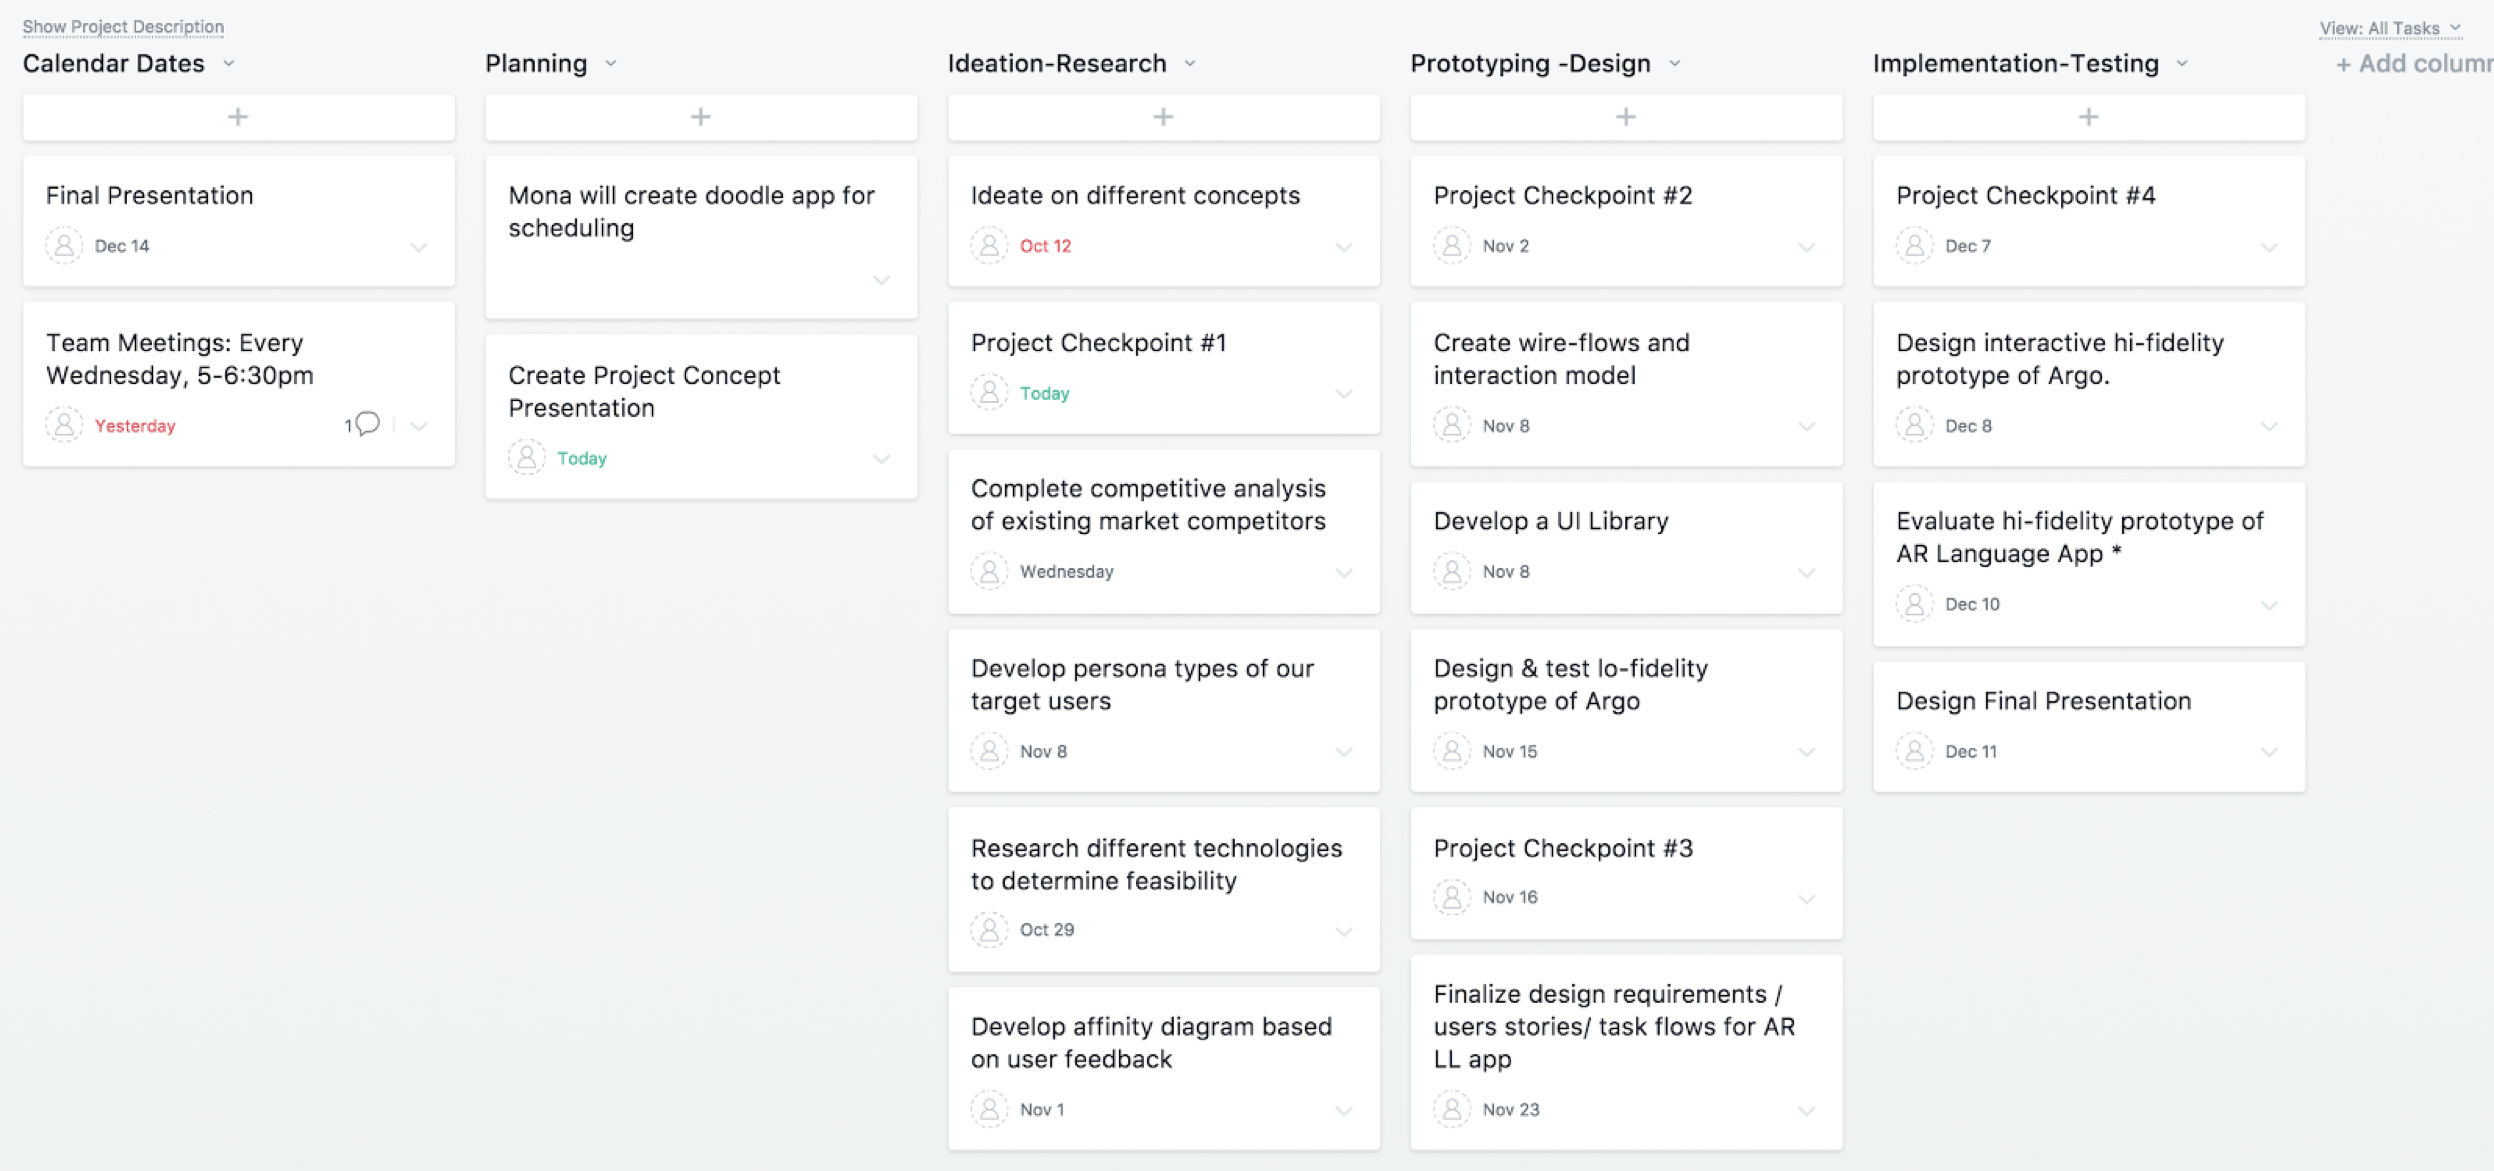 Show Project Description
View: All Tasks
Calendar Dates
Final Presentation
Dec 14
Team Meetings: Every
Wednesday, 5-6:30pm
Yesterday
1
Planning
Mona will create doodle app for
scheduling
Create Project Concept
Presentation
Today
Ideation-Research
Ideate on different concepts
Oct 12
Project Checkpoint #1
Today
Complete competitive analysis
of existing market competitors
Wednesday
Develop persona types of our
target users
Nov 8
Research different technologies
to determine feasibility
Oct 29
Develop affinity diagram based
on user feedback
Nov 1
Prototyping -Design
Project Checkpoint #2
Nov 2
Create wire-flows and
interaction model
Nov 8
Develop a UI Library
Nov 8
Design & test lo-fidelity
prototype of Argo
Nov 15
Project Checkpoint #3
Nov 16
Finalize design requirements /
users stories/ task flows for AR
LL app
Nov 23
Implementation-Testing
Project Checkpoint #4
Dec 7
Design interactive hi-fidelity
prototype of Argo.
Dec 8
Evaluate hi-fidelity prototype of
AR Language App *
Dec 10
Design Final Presentation
Dec 11
+ Add column